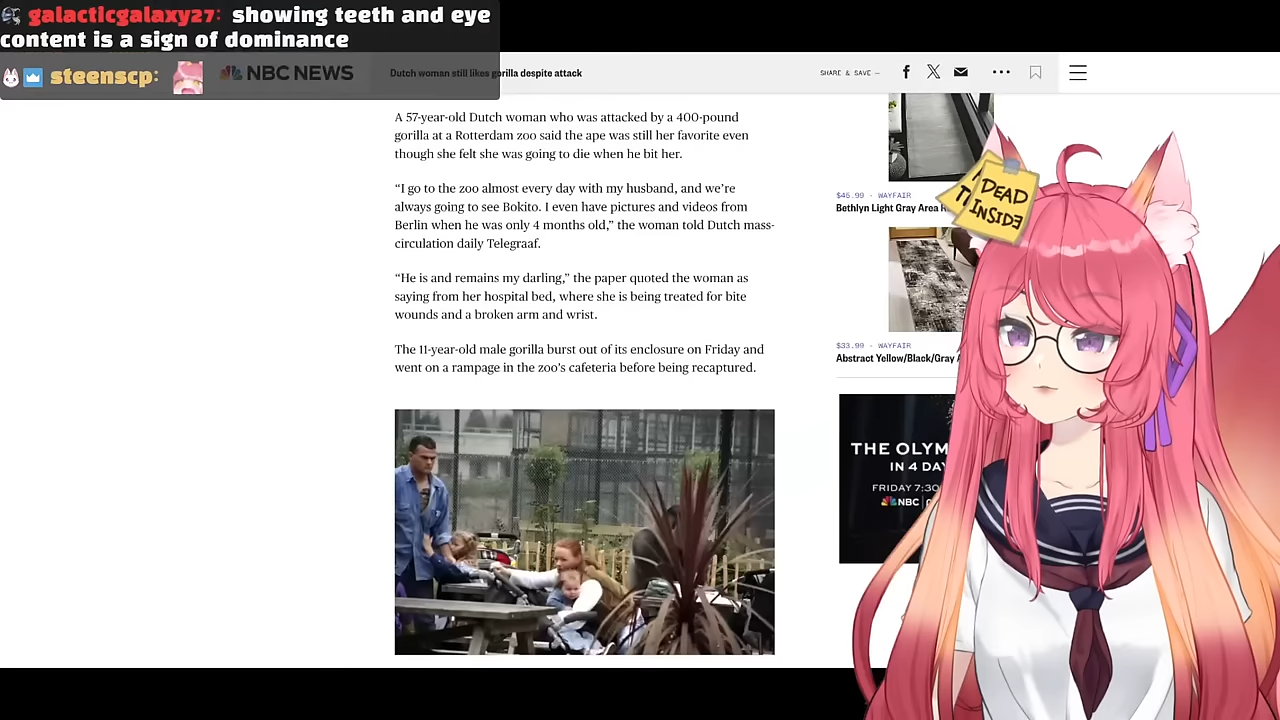 galacticgalaxy27: showing teeth and eye
content is a sign of dominance
steenscp:
NBC NEWS
Dutch woman still likes gorilla despite attack
SHARE & SAVE —
A 57-year-old Dutch woman who was attacked by a 400-pound
gorilla at a Rotterdam zoo said the ape was still her favorite even
though she felt she was going to die when he bit her.
“I go to the zoo almost every day with my husband, and we’re
always going to see Bokito. I even have pictures and videos from
Berlin when he was only 4 months old,” the woman told Dutch mass-
circulation daily Telegraaf.
“He is and remains my darling,” the paper quoted the woman as
saying from her hospital bed, where she is being treated for bite
wounds and a broken arm and wrist.
The 11-year-old male gorilla burst out of its enclosure on Friday and
went on a rampage in the zoo’s cafeteria before being recaptured.
$45.99 - WAYFAIR
Bethlyn Light Gray Area
$33.99 - WAYFAIR
Abstract Yellow/Black/Gray
THE OLYM
IN 4 DAY
FRIDAY 7:30
NBC
DEAD
INSIDE